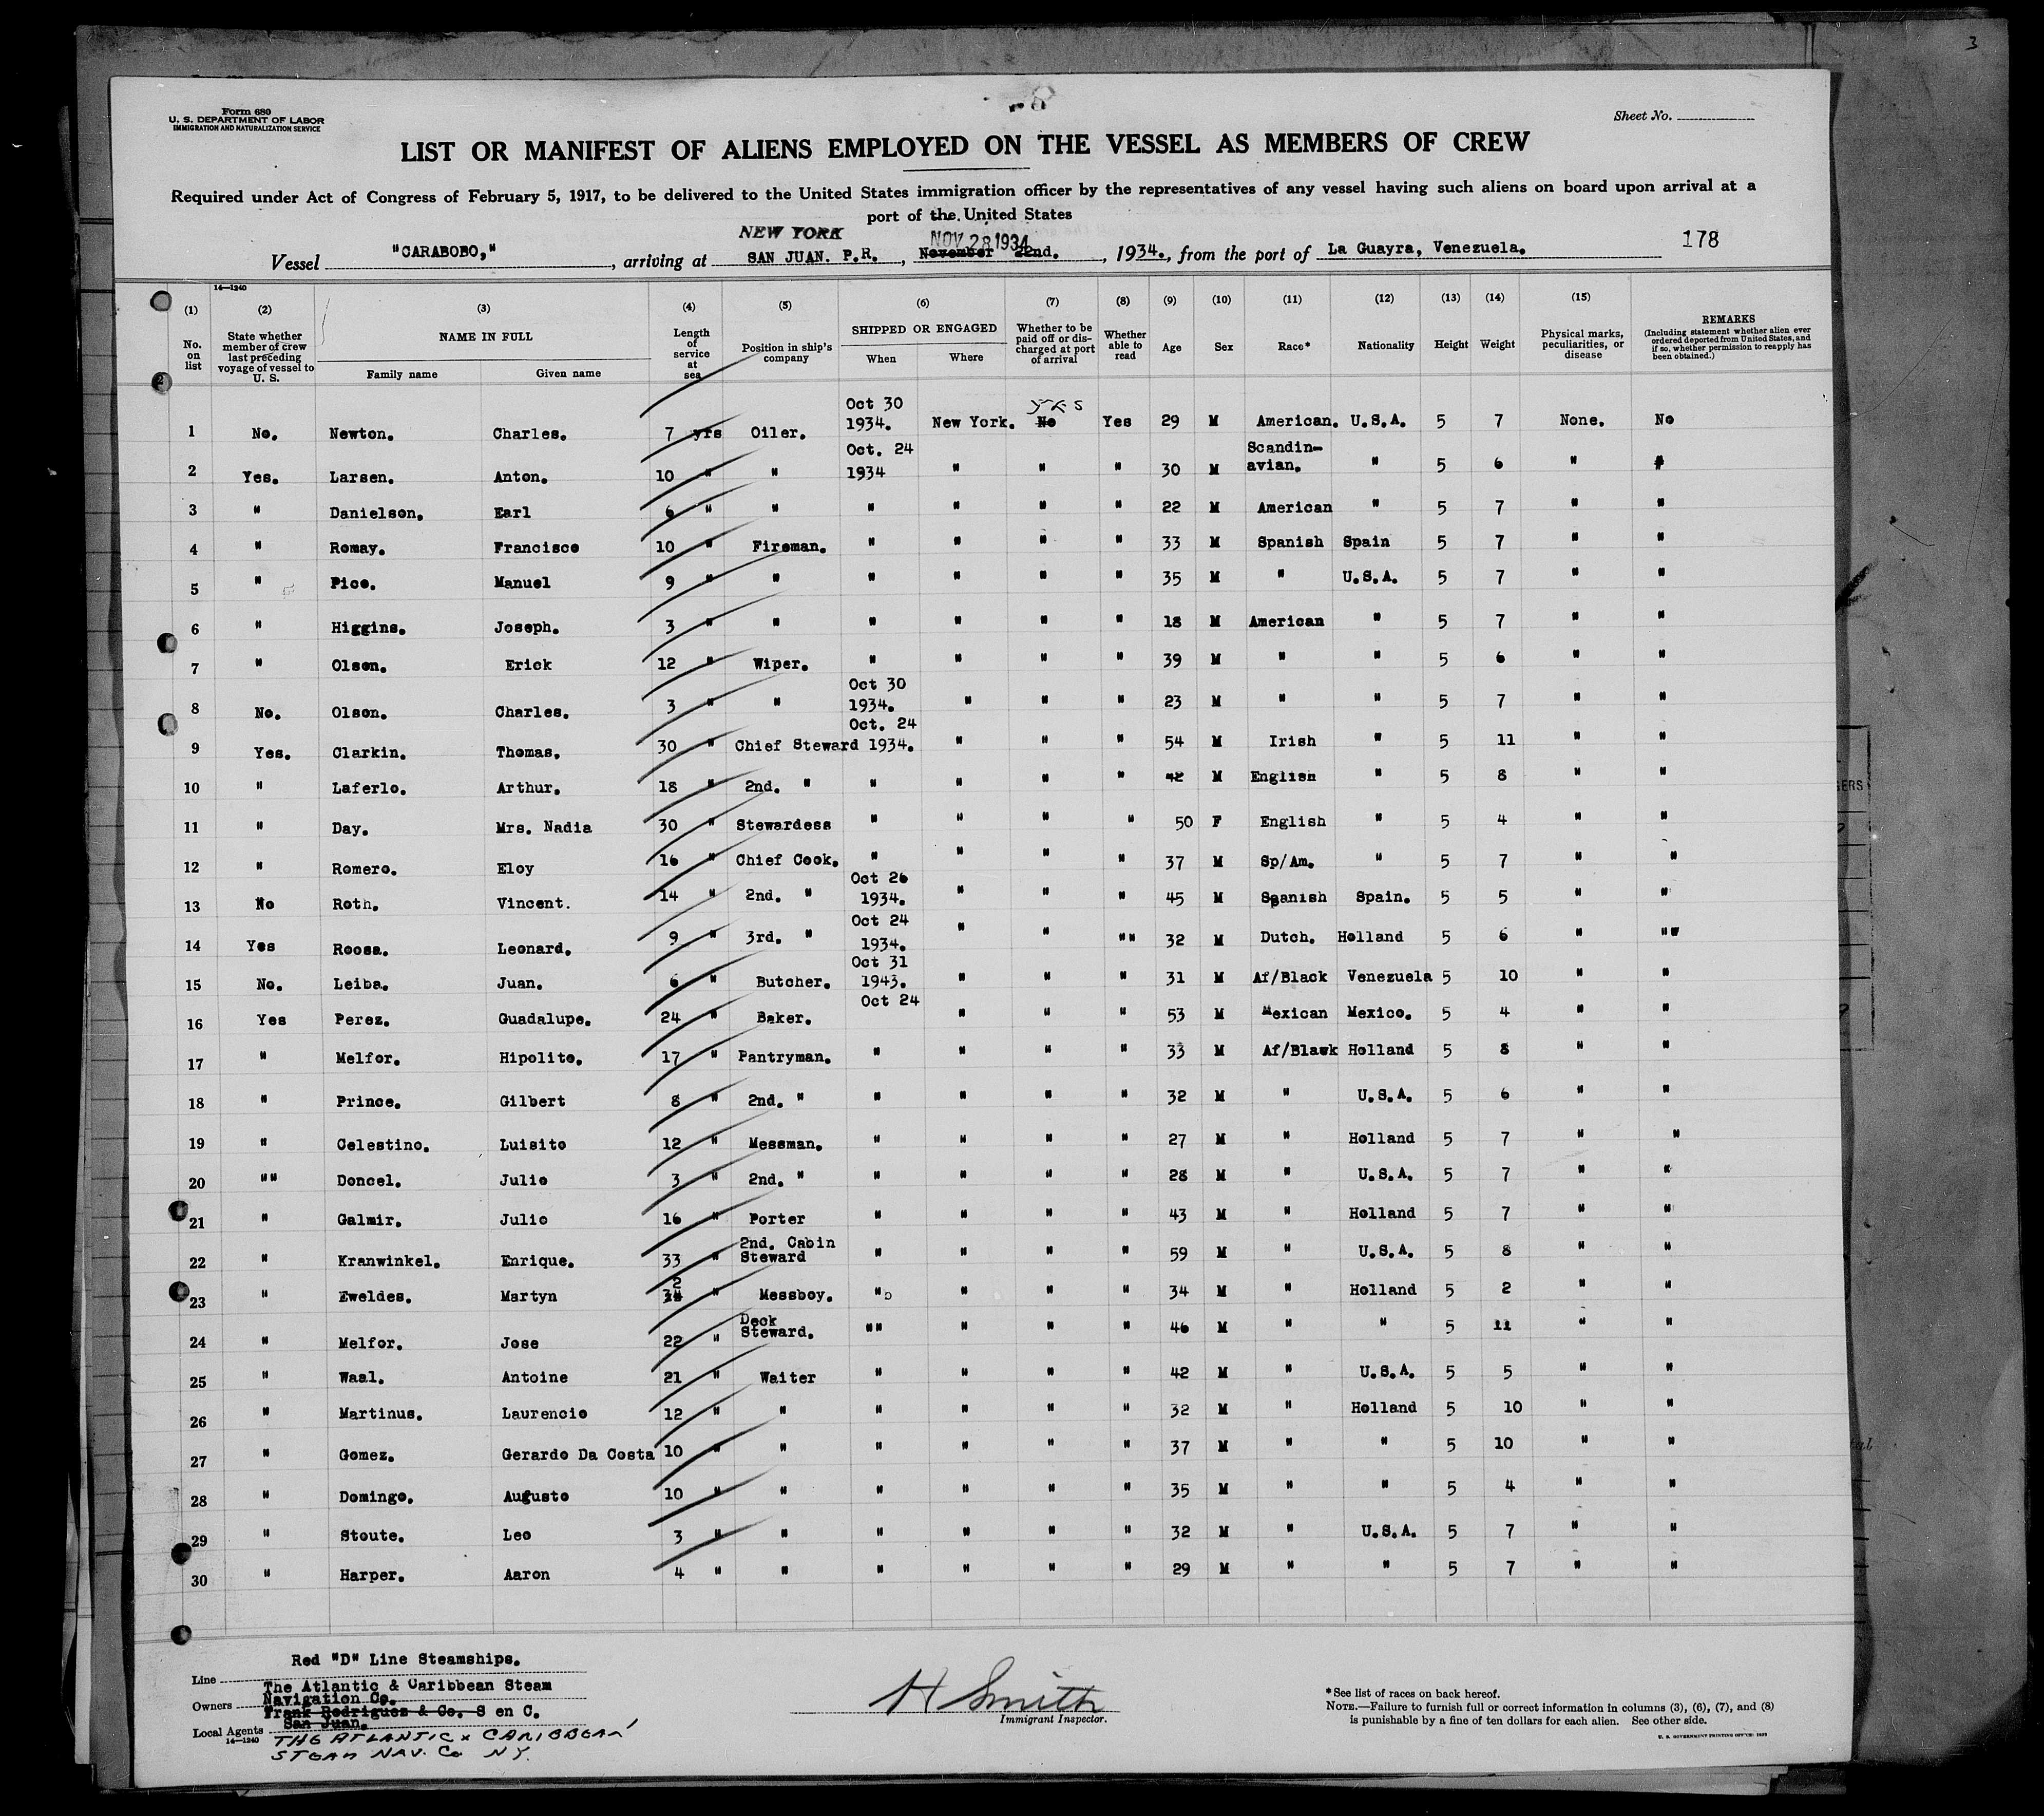 3
Form 680
U. S. DEPARTMENT OF LABOR
IMMIGRATION AND NATURALIZATION SERVICE
Sheet No.
LIST OR MANIFEST OF ALIENS EMPLOYED ON THE VESSEL AS MEMBERS OF CREW
Required under Act of Congress of February 5, 1917, to be delivered to the United States immigration officer by the representatives of any vessel having such aliens on board upon arrival at a
port of the United States
NEW YORK NOV 28 1934
Vessel "CARABOBO," , arriving at SAN JUAN. P.R. , November 22nd. , 1934., from the port of La Guayra, Venezuela. 178
14—1240
(1) (2) (3) (4) (5) (6) (7) (8) (9) (10) (11) (12) (13) (14) (15)
No. on list State whether member of crew last preceding voyage of vessel to U. S. NAME IN FULL Family name Given name Length of service at sea Position in ship's company SHIPPED OR ENGAGED When Where Whether to be paid off or discharged at port of arrival Whether able to read Age Sex Race* Nationality Height Weight Physical marks, peculiarities, or disease REMARKS (Including statement whether alien ever ordered deported from United States, and if so, whether permission to reapply has been obtained.)
1 No. Newton. Charles. 7 yrs Oiler. Oct 30 1934. New York. No yes Yes 29 M American. U.S.A. 5 7 None. No
2 Yes. Larsen. Anton. 10 " " Oct. 24 1934 " " " 30 M Scandin-avian. " 5 6 " "
3 " Danielson. Earl 6 " " " " " " 22 M American " 5 7 " "
4 " Romay. Francisco 10 " Fireman. " " " " 33 M Spanish Spain 5 7 " "
5 " Pico. Manuel 9 " " " " " " 35 M " U.S.A. 5 7 " "
6 " Higgins. Joseph. 3 " " " " " " 18 M American " 5 7 " "
7 " Olsen. Erick 12 " Wiper. " " " " 39 M " " 5 6 " "
8 No. Olson. Charles. 3 " " Oct 30 1934. " " " 23 M " " 5 7 " "
9 Yes. Clarkin. Thomas. 30 " Chief Steward Oct. 24 1934. " " " 54 M Irish " 5 11 " "
10 " Laferlo. Arthur. 18 " 2nd. " " " " " 42 M English " 5 8 " "
11 " Day. Mrs. Nadia 30 " Stewardess " " " " 50 F English " 5 4 " "
12 " Romero. Eloy 16 " Chief Cook. " " " " 37 M Sp/Am. " 5 7 " "
13 No Roth. Vincent. 14 " 2nd. " Oct 26 1934. " " " 45 M Spanish Spain. 5 5 " "
14 Yes Roosa. Leonard. 9 " 3rd. " Oct 24 1934. " " "" 32 M Dutch. Holland 5 6 " ""
15 No. Leiba. Juan. 6 " Butcher. Oct 31 1943. " " " 31 M Af/Black Venezuela 5 10 " "
16 Yes Perez. Guadalupe. 24 " Baker. Oct 24 " " " 53 M Mexican Mexico. 5 4 " "
17 " Melfor. Hipolito. 17 " Pantryman. " " " " 33 M Af/Blawk Holland 5 8 " "
18 " Prince. Gilbert 8 " 2nd. " " " " " 32 M " U.S.A. 5 6 " "
19 " Celestino. Luisito 12 " Messman. " " " " 27 M " Holland 5 7 " "
20 "" Doncel. Julio 3 " 2nd. " " " " " 28 M " U.S.A. 5 7 " "
21 " Galmir. Julio 16 " Porter " " " " 43 M " Holland 5 7 " "
22 " Kranwinkel. Enrique. 33 " 2nd. Cabin Steward " " " " 59 M " U.S.A. 5 8 " "
23 " Eweldes. Martyn 2 34 " Messboy. " " " " 34 M " Holland 5 2 " "
24 " Melfor. Jose 22 " Deck Steward. "" " " " 46 M " " 5 11 " "
25 " Waal. Antoine 21 " Waiter " " " " 42 M " U.S.A. 5 5 " "
26 " Martinus. Laurencio 12 " " " " " " 32 M " Holland 5 10 " "
27 " Gomez. Gerardo Da Costa 10 " " " " " " 37 M " " 5 10 " "
28 " Domingo. Augusto 10 " " " " " " 35 M " " 5 4 " "
29 " Stoute. Leo 3 " " " " " " 32 M " U.S.A. 5 7 " "
30 " Harper. Aaron 4 " " " " " " 29 M " " 5 7 " "
Line Red "D" Line Steamships.
Owners The Atlantic & Caribbean Steam
Navigation Co.
Local Agents Frank Rodriguez & Co. S en C.
San Juan.
14—1240 THE ATLANTIC & CARIBBEAN
STEAM NAV. Co NY.
H Smith
Immigrant Inspector.
*See list of races on back hereof.
NOTE.—Failure to furnish full or correct information in columns (3), (6), (7), and (8)
is punishable by a fine of ten dollars for each alien. See other side.